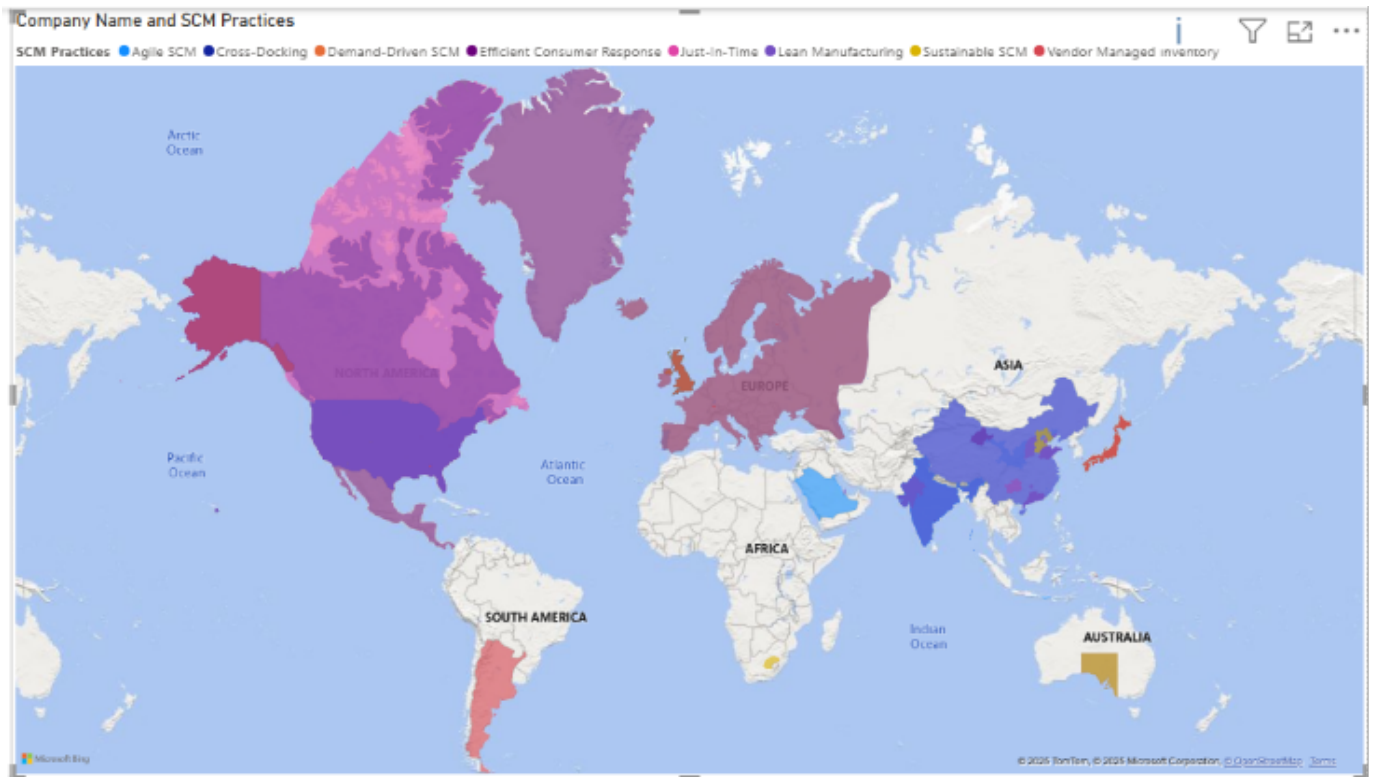 Company Name and SCM Practices
SCM Practices Agile SCM Cross-Docking Demand-Driven SCM Efficient Consumer Response Just-In-Time Lean Manufacturing Sustainable SCM Vendor Managed Inventory
Arctic
Ocean
NORTH AMERICA
EUROPE
ASIA
Pacific
Ocean
Atlantic
Ocean
AFRICA
SOUTH AMERICA
Indian
Ocean
AUSTRALIA
Microsoft Bing
© 2025 TomTom, © 2025 Microsoft Corporation, © OpenStreetMap Terms